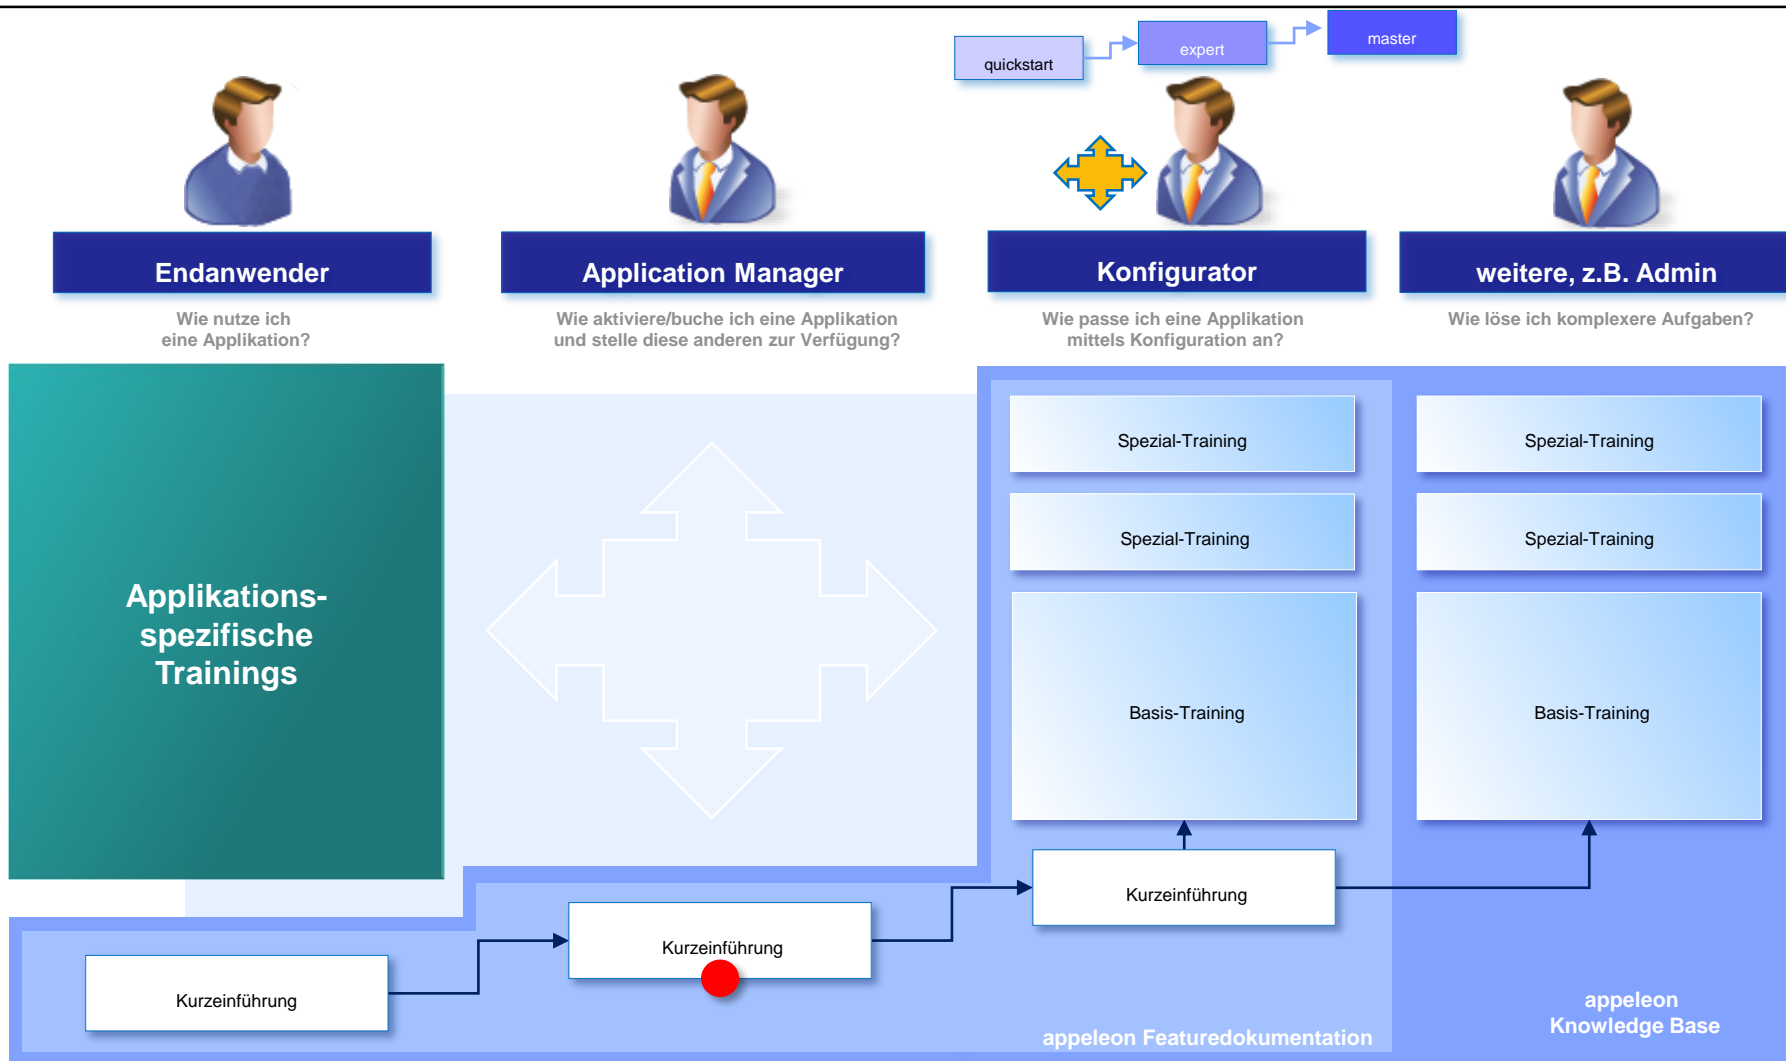 quickstart
expert
master
Endanwender
Application Manager
Konfigurator
weitere, z.B. Admin
Wie nutze ich
eine Applikation?
Wie aktiviere/buche ich eine Applikation
und stelle diese anderen zur Verfügung?
Wie passe ich eine Applikation
mittels Konfiguration an?
Wie löse ich komplexere Aufgaben?
Applikations-
spezifische
Trainings
Spezial-Training
Spezial-Training
Spezial-Training
Spezial-Training
Basis-Training
Basis-Training
Kurzeinführung
Kurzeinführung
Kurzeinführung
appeleon Featuredokumentation
appeleon
Knowledge Base